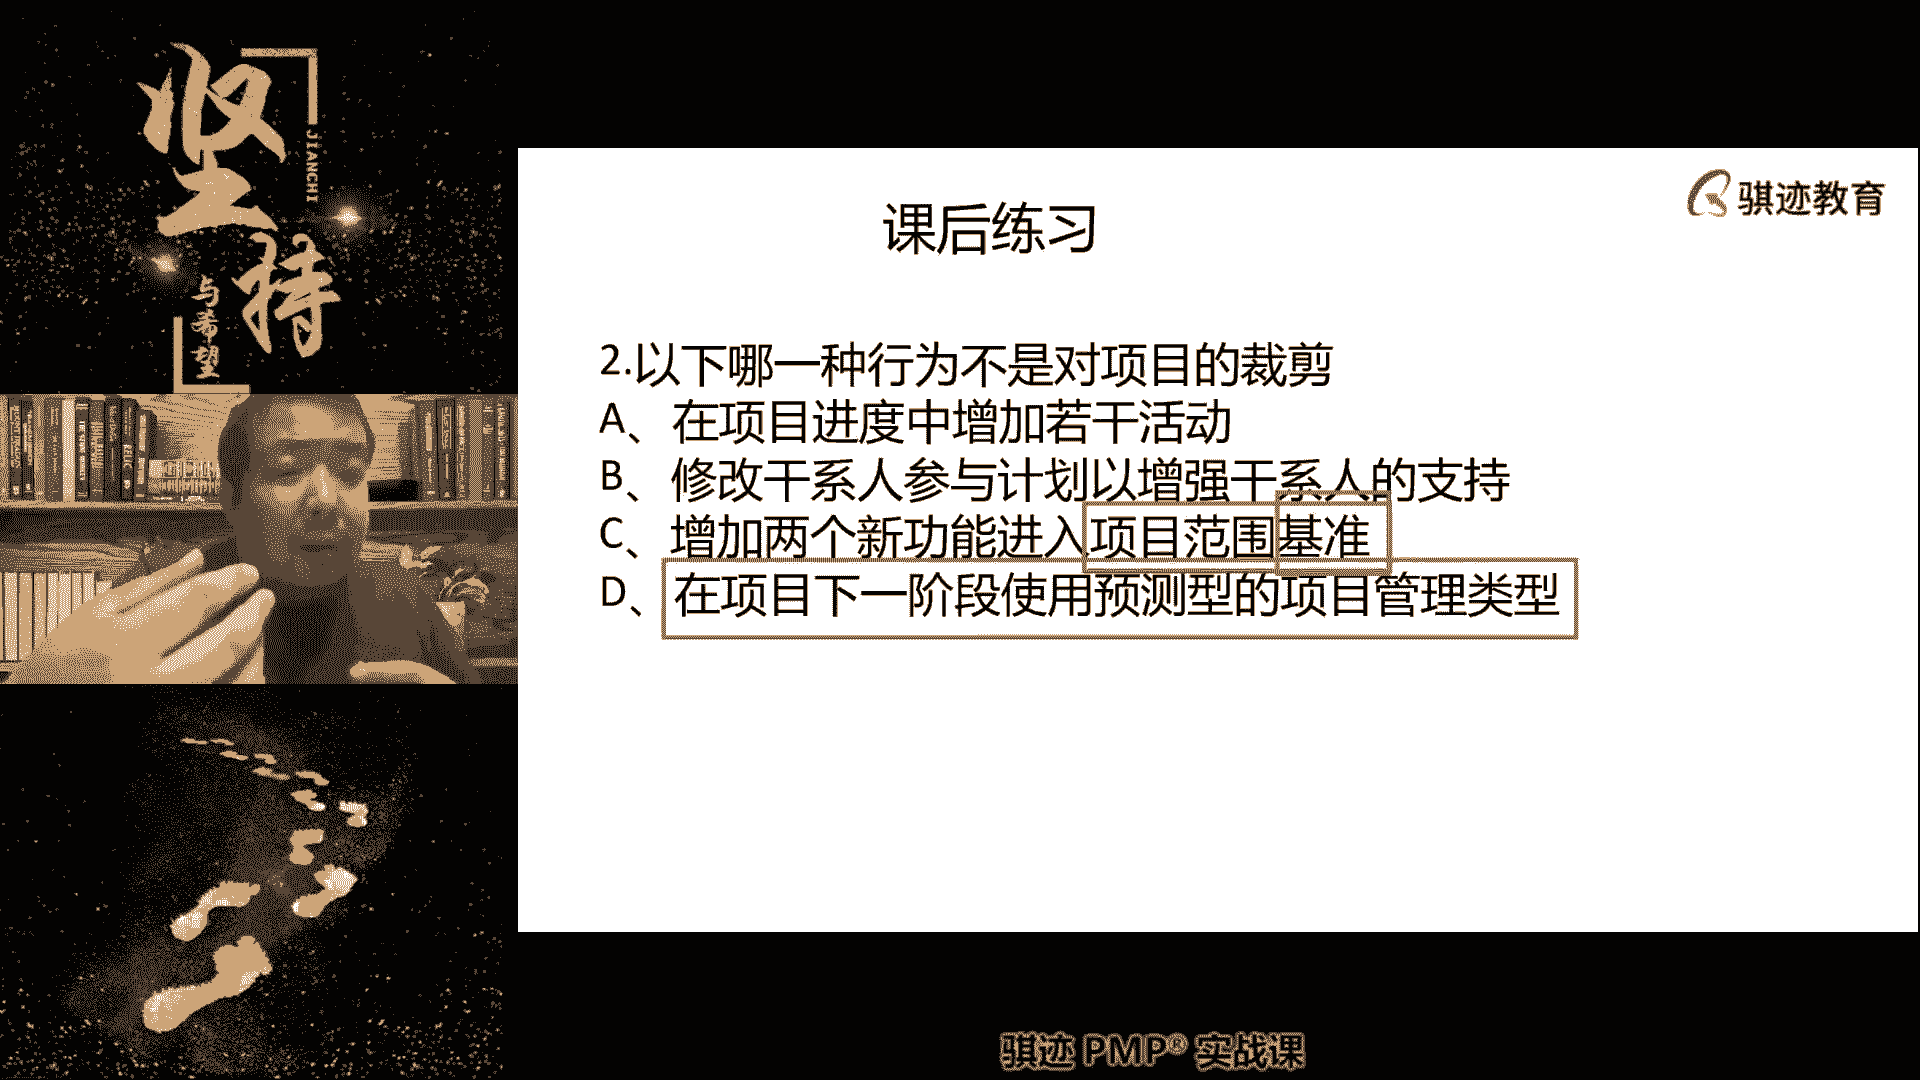 坚持
JIANCHI
与希望
骐迹教育
课后练习
2.以下哪一种行为不是对项目的裁剪
A、在项目进度中增加若干活动
B、修改干系人参与计划以增强干系人的支持
C、增加两个新功能进入项目范围基准
D、在项目下一阶段使用预测型的项目管理类型
骐迹 PMP® 实战课